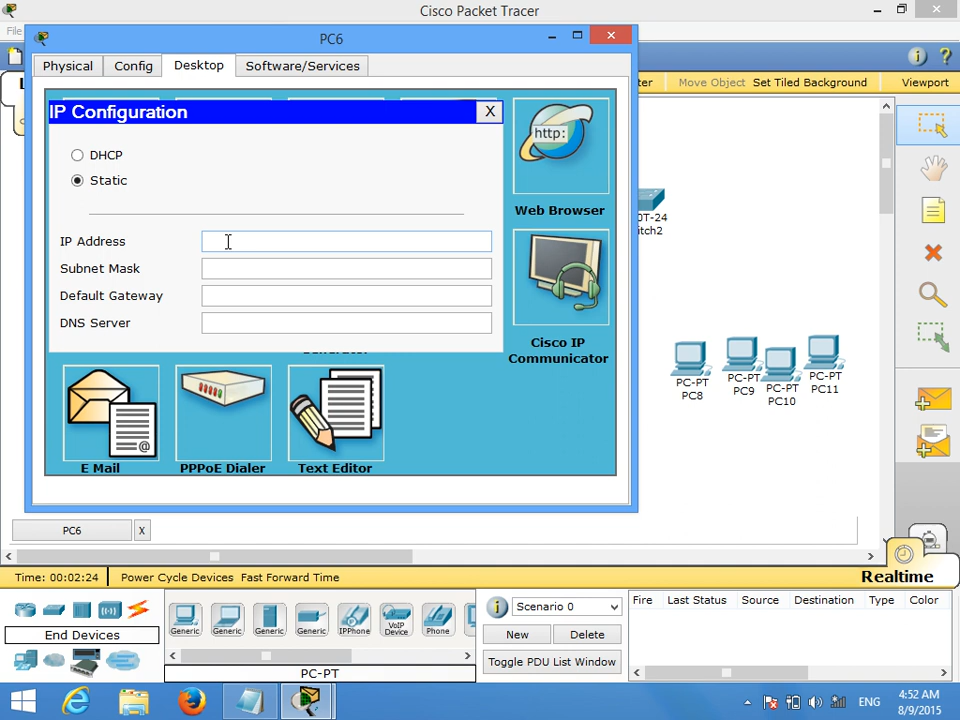 Cisco Packet Tracer
File
PC6
Physical
Config
Desktop
Software/Services
Move Object
Set Tiled Background
Viewport
IP Configuration
X
DHCP
Static
http:
Web Browser
IP Address
Subnet Mask
Default Gateway
DNS Server
Cisco IP
Communicator
E Mail
PPPoE Dialer
Text Editor
PC-PT
PC8
PC-PT
PC9
PC-PT
PC10
PC-PT
PC11
PC6
X
Time: 00:02:24
Power Cycle Devices
Fast Forward Time
Realtime
End Devices
Generic
Generic
Generic
Generic
IPPhone
VoIP
Device
Phone
PC-PT
Scenario 0
New
Delete
Toggle PDU List Window
Fire
Last Status
Source
Destination
Type
Color
ENG
4:52 AM
8/9/2015